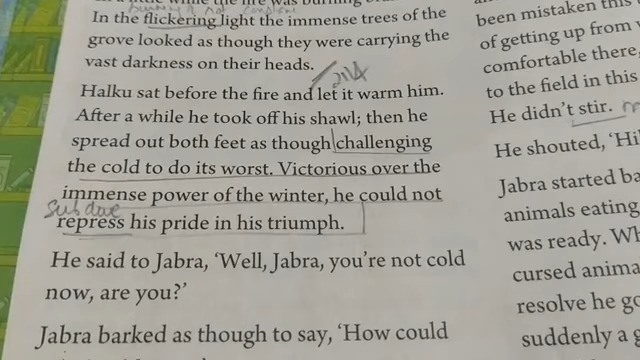 In the flickering light the immense trees of the
grove looked as though they were carrying the
vast darkness on their heads.
Halku sat before the fire and let it warm him.
After a while he took off his shawl; then he
spread out both feet as though challenging
the cold to do its worst. Victorious over the
immense power of the winter, he could not
subdue
repress his pride in his triumph.
He said to Jabra, ‘Well, Jabra, you’re not cold
now, are you?’
Jabra barked as though to say, ‘How could
been mistaken this
of getting up from
comfortable there,
to the field in this
He didn’t stir.
He shouted, ‘Hi
Jabra started ba
animals eating
was ready. Wh
cursed anima
resolve he go
suddenly a g